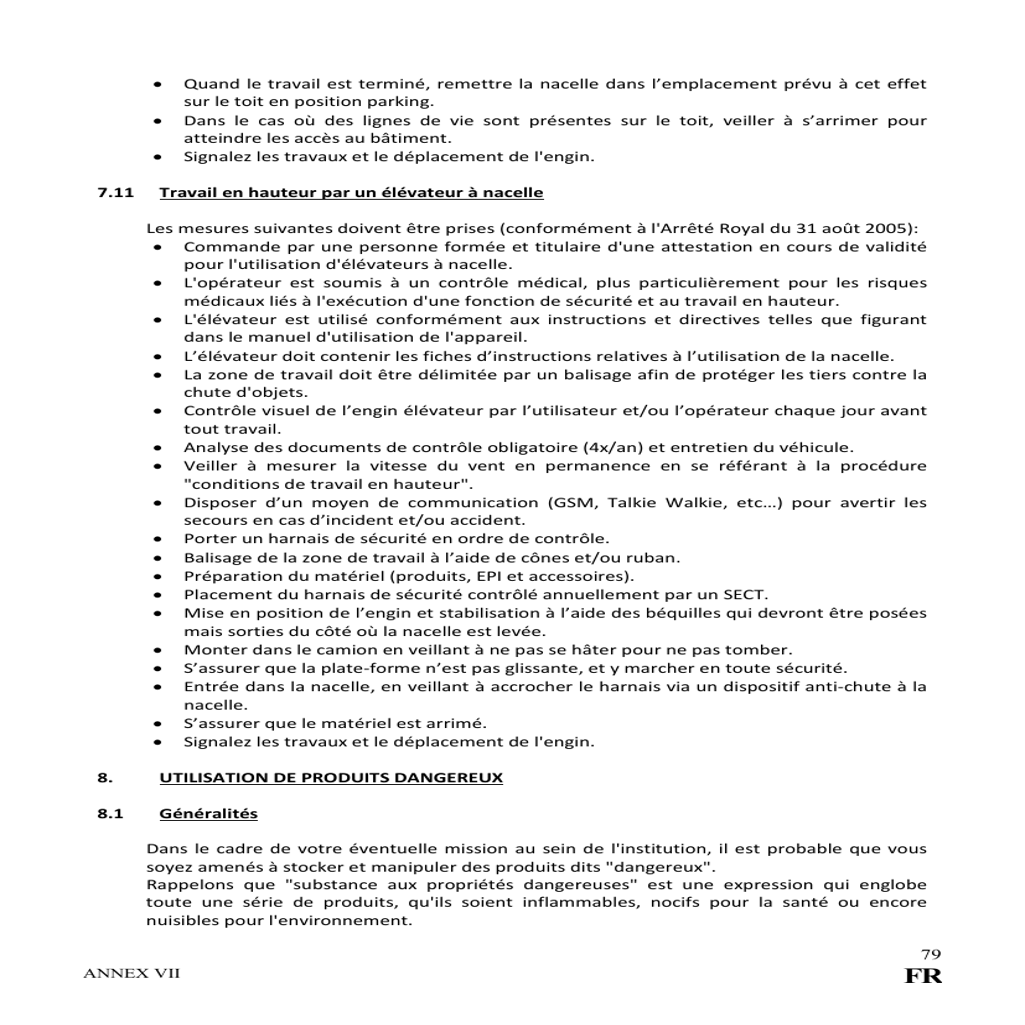 • Quand le travail est terminé, remettre la nacelle dans l’emplacement prévu à cet effet
sur le toit en position parking.
• Dans le cas où des lignes de vie sont présentes sur le toit, veiller à s’arrimer pour
atteindre les accès au bâtiment.
• Signalez les travaux et le déplacement de l'engin.
7.11 Travail en hauteur par un élévateur à nacelle
Les mesures suivantes doivent être prises (conformément à l'Arrêté Royal du 31 août 2005):
• Commande par une personne formée et titulaire d'une attestation en cours de validité
pour l'utilisation d'élévateurs à nacelle.
• L'opérateur est soumis à un contrôle médical, plus particulièrement pour les risques
médicaux liés à l'exécution d'une fonction de sécurité et au travail en hauteur.
• L'élévateur est utilisé conformément aux instructions et directives telles que figurant
dans le manuel d'utilisation de l'appareil.
• L’élévateur doit contenir les fiches d’instructions relatives à l’utilisation de la nacelle.
• La zone de travail doit être délimitée par un balisage afin de protéger les tiers contre la
chute d'objets.
• Contrôle visuel de l’engin élévateur par l’utilisateur et/ou l’opérateur chaque jour avant
tout travail.
• Analyse des documents de contrôle obligatoire (4x/an) et entretien du véhicule.
• Veiller à mesurer la vitesse du vent en permanence en se référant à la procédure
"conditions de travail en hauteur".
• Disposer d’un moyen de communication (GSM, Talkie Walkie, etc...) pour avertir les
secours en cas d’incident et/ou accident.
• Porter un harnais de sécurité en ordre de contrôle.
• Balisage de la zone de travail à l’aide de cônes et/ou ruban.
• Préparation du matériel (produits, EPI et accessoires).
• Placement du harnais de sécurité contrôlé annuellement par un SECT.
• Mise en position de l’engin et stabilisation à l’aide des béquilles qui devront être posées
mais sorties du côté où la nacelle est levée.
• Monter dans le camion en veillant à ne pas se hâter pour ne pas tomber.
• S’assurer que la plate-forme n’est pas glissante, et y marcher en toute sécurité.
• Entrée dans la nacelle, en veillant à accrocher le harnais via un dispositif anti-chute à la
nacelle.
• S’assurer que le matériel est arrimé.
• Signalez les travaux et le déplacement de l'engin.
8. UTILISATION DE PRODUITS DANGEREUX
8.1 Généralités
Dans le cadre de votre éventuelle mission au sein de l'institution, il est probable que vous
soyez amenés à stocker et manipuler des produits dits "dangereux".
Rappelons que "substance aux propriétés dangereuses" est une expression qui englobe
toute une série de produits, qu'ils soient inflammables, nocifs pour la santé ou encore
nuisibles pour l'environnement.
79
ANNEX VII FR